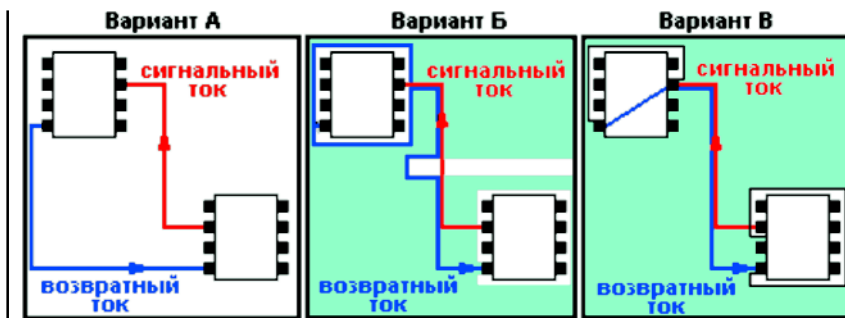 Вариант А
сигнальный
ток
возвратный
ток
Вариант Б
сигнальный
ток
возвратный
ток
Вариант В
сигнальный
ток
возвратный
ток